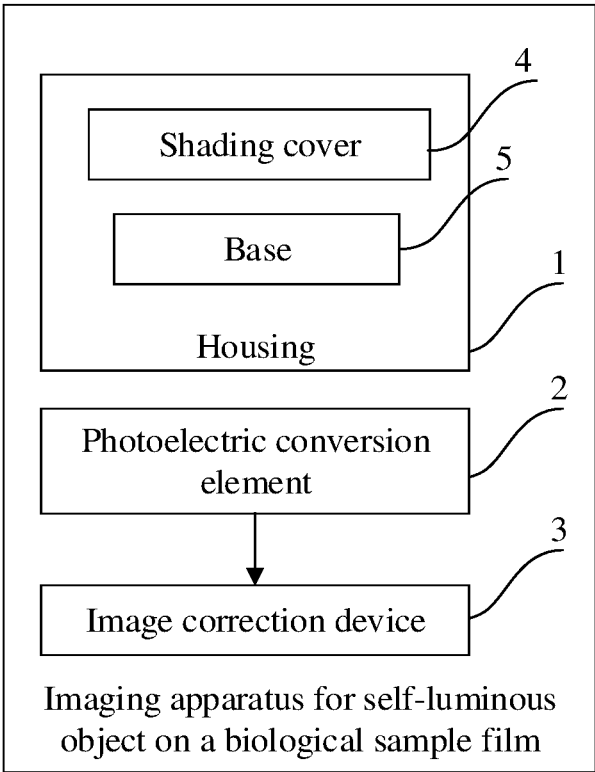 4
Shading cover
5
Base
1
Housing
2
Photoelectric conversion
element
3
Image correction device
Imaging apparatus for self-luminous
object on a biological sample film